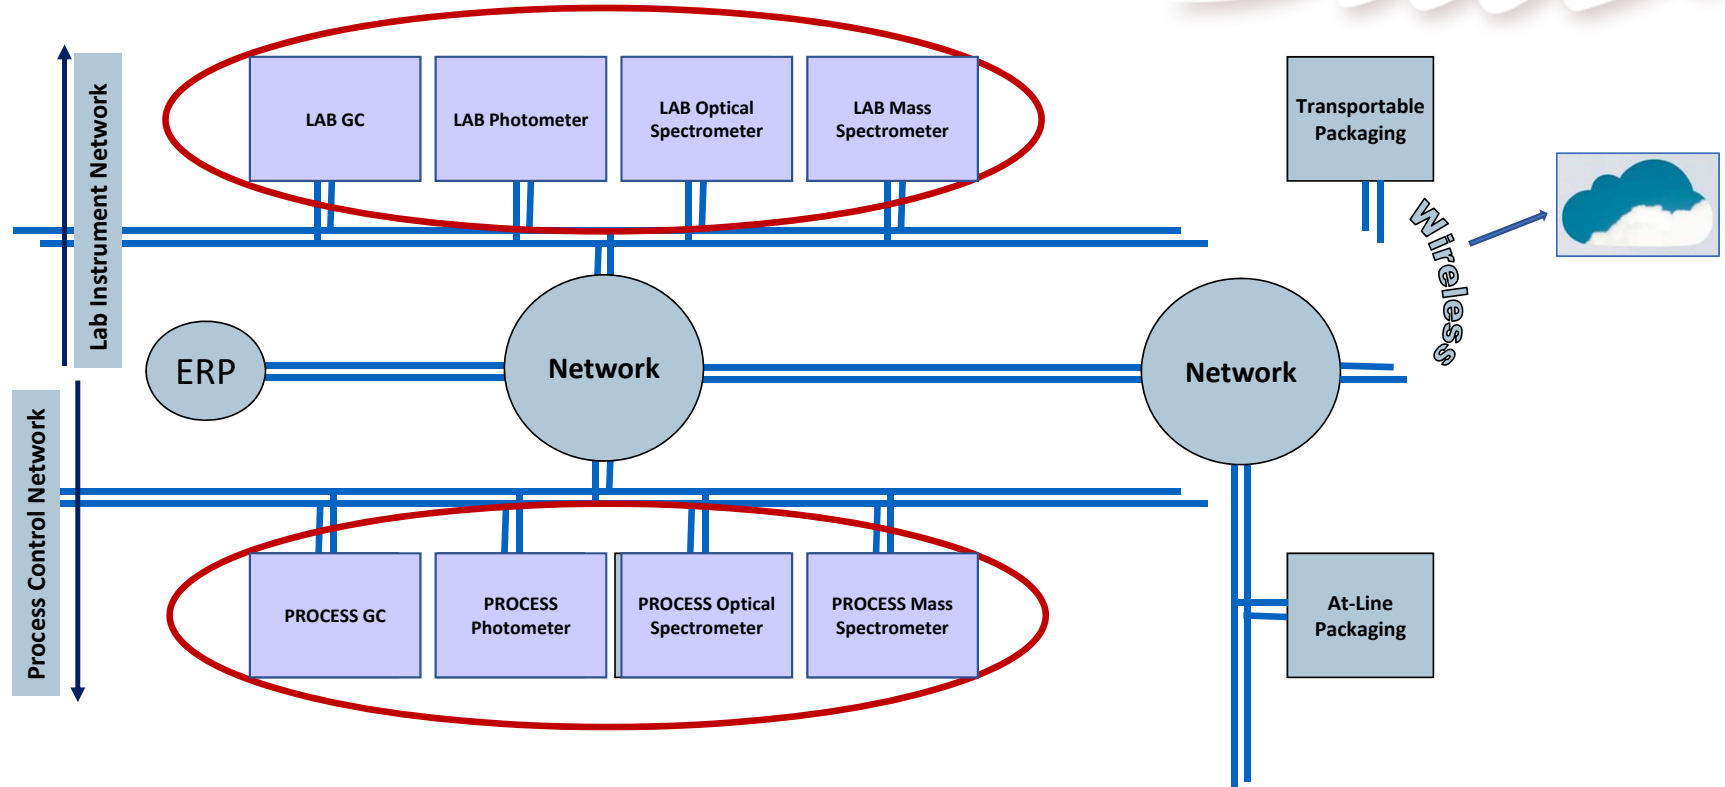 Lab Instrument Network
LAB GC
LAB Photometer
LAB Optical
Spectrometer
LAB Mass
Spectrometer
Transportable
Packaging
Wireless
ERP
Network
Network
Process Control Network
PROCESS GC
PROCESS
Photometer
PROCESS Optical
Spectrometer
PROCESS Mass
Spectrometer
At-Line
Packaging